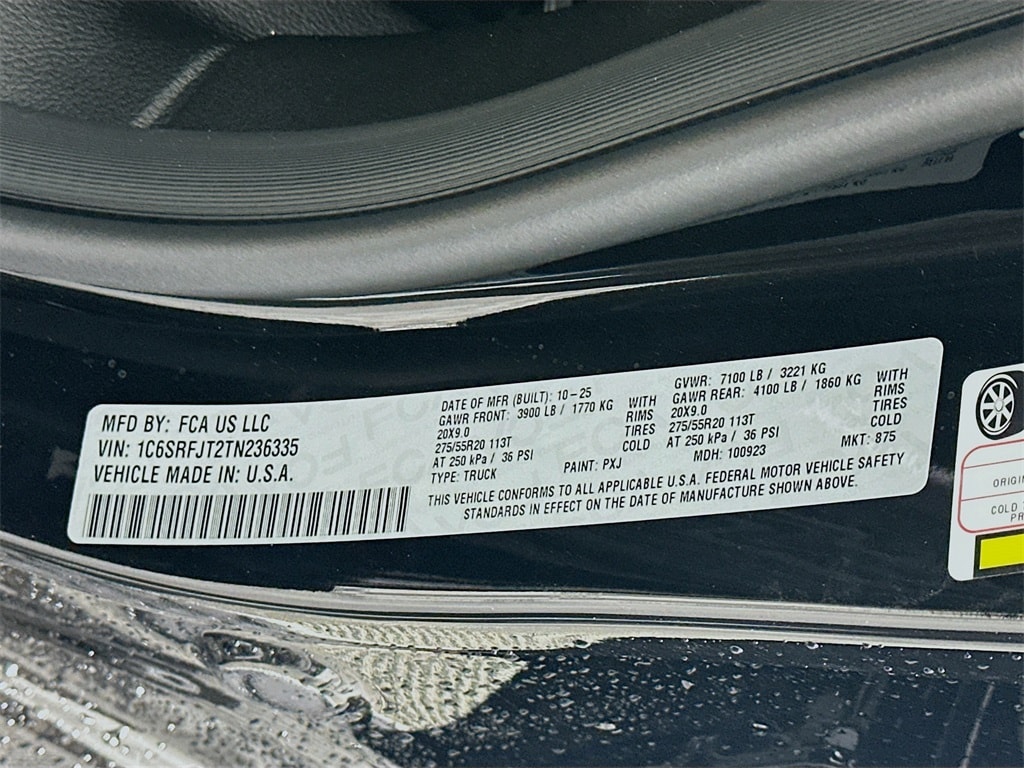 MFD BY: FCA US LLC
VIN: 1C6SRFJT2TN236335
VEHICLE MADE IN: U.S.A.
DATE OF MFR (BUILT): 10-25
GAWR FRONT: 3900 LB / 1770 KG
20X9.0
275/55R20 113T
AT 250 kPa / 36 PSI
TYPE: TRUCK
WITH
RIMS
TIRES
COLD
PAINT: PXJ
GVWR: 7100 LB / 3221 KG
GAWR REAR: 4100 LB / 1860 KG
20X9.0
275/55R20 113T
AT 250 kPa / 36 PSI
MDH: 100923
WITH
RIMS
TIRES
COLD
MKT: 875
THIS VEHICLE CONFORMS TO ALL APPLICABLE U.S.A. FEDERAL MOTOR VEHICLE SAFETY
STANDARDS IN EFFECT ON THE DATE OF MANUFACTURE SHOWN ABOVE.
COLD